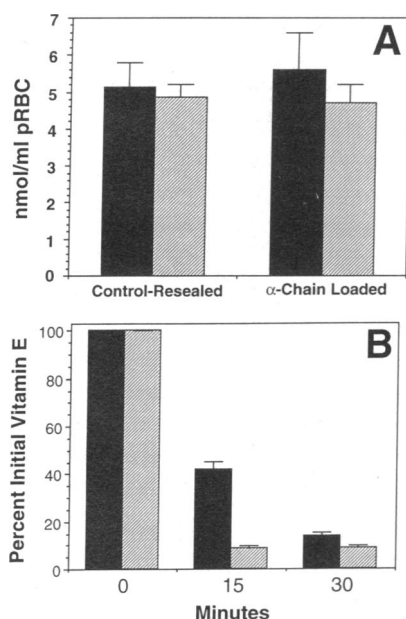 A
nmol/ml pRBC
7
6
5
4
3
2
1
0
Control-Resealed
α-Chain Loaded
B
Percent Initial Vitamin E
100
80
60
40
20
0
0
15
30
Minutes